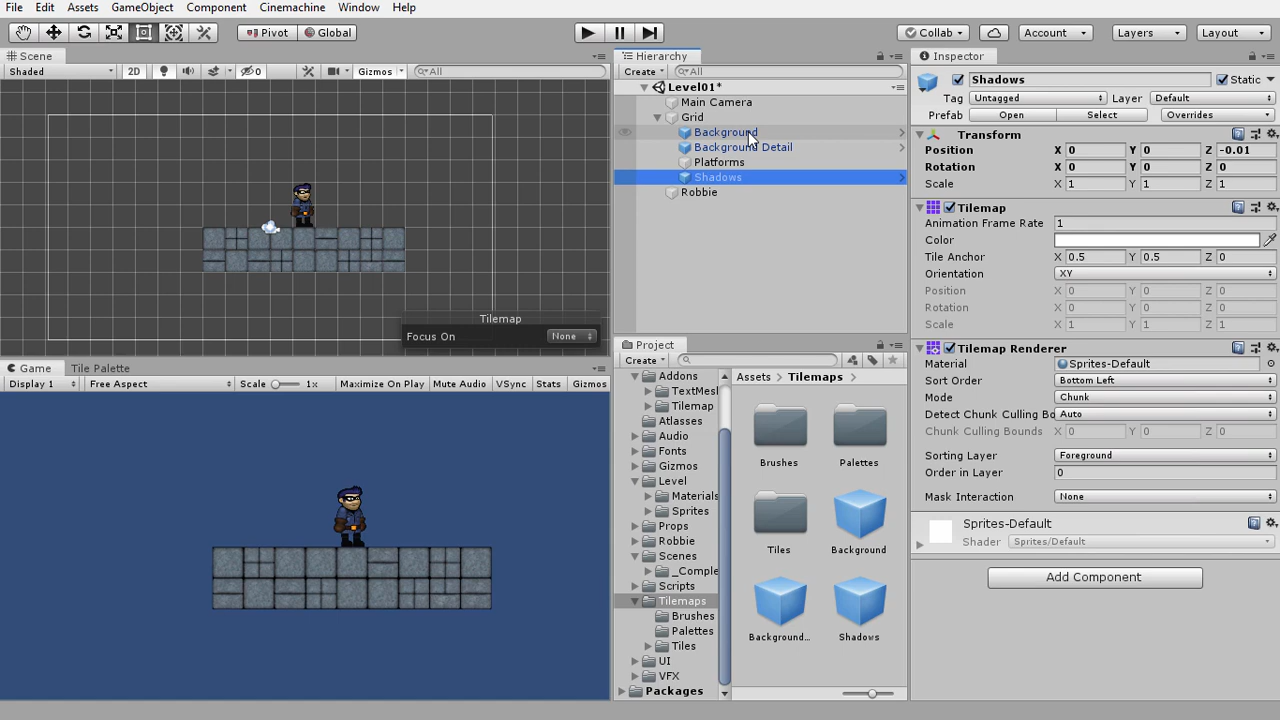 File Edit Assets GameObject Component Cinemachine Window Help
Pivot Global Collab Account Layers Layout
Scene
Shaded 2D 0 Gizmos All
Tilemap
Focus On None
Game Tile Palette
Display 1 Free Aspect Scale 1x Maximize On Play Mute Audio VSync Stats Gizmos
Hierarchy
Create All
Level01*
Main Camera
Grid
Background
Background Detail
Platforms
Shadows
Robbie
Project
Create
Addons
TextMesl
Tilemap
Atlasses
Audio
Fonts
Gizmos
Level
Materials
Sprites
Props
Robbie
Scenes
_Comple
Scripts
Tilemaps
Brushes
Palettes
Tiles
UI
VFX
Packages
Assets Tilemaps
Brushes Palettes
Tiles Background
Background... Shadows
Inspector
Shadows Static
Tag Untagged Layer Default
Prefab Open Select Overrides
Transform
Position X 0 Y 0 Z -0.01
Rotation X 0 Y 0 Z 0
Scale X 1 Y 1 Z 1
Tilemap
Animation Frame Rate 1
Color
Tile Anchor X 0.5 Y 0.5 Z 0
Orientation XY
Position X 0 Y 0 Z 0
Rotation X 0 Y 0 Z 0
Scale X 1 Y 1 Z 1
Tilemap Renderer
Material Sprites-Default
Sort Order Bottom Left
Mode Chunk
Detect Chunk Culling Bo Auto
Chunk Culling Bounds X 0 Y 0 Z 0
Sorting Layer Foreground
Order in Layer 0
Mask Interaction None
Sprites-Default
Shader Sprites/Default
Add Component